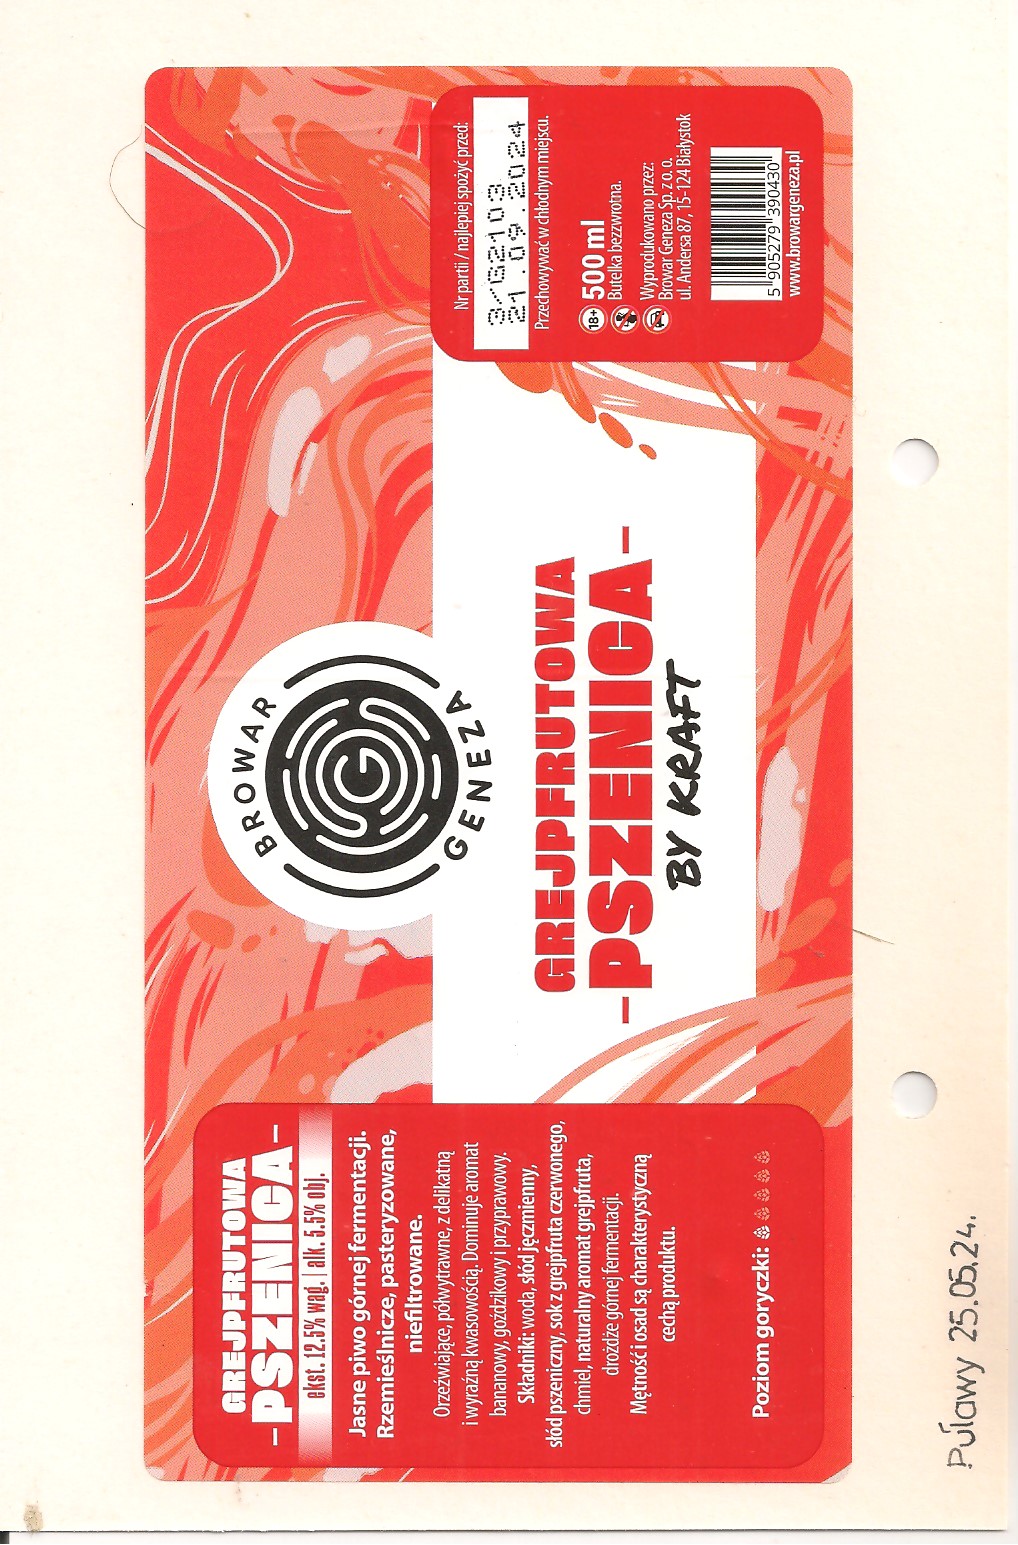 GREJPFRUTOWA
–PSZENICA–
ekst. 12.5% wag. | alk. 5.5% obj.
Jasne piwo górnej fermentacji.
Rzemieślnicze, pasteryzowane,
niefiltrowane.
Orzeźwiające, półwytrawne, z delikatną
i wyraźną kwasowością. Dominuje aromat
bananowy, goździkowy i przyprawowy.
Składniki: woda, słód jęczmienny,
słód pszeniczny, sok z grejpfruta czerwonego,
chmiel, naturalny aromat grejpfruta,
drożdże górnej fermentacji.
Mętność i osad są charakterystyczną
cechą produktu.
Poziom goryczki:
BROWAR
GENEZA
G
GREJPFRUTOWA
–PSZENICA–
BY KRAFT
Nr partii / najlepiej spożyć przed:
3/G2103
21.09.2024
Przechowywać w chłodnym miejscu.
18+ 500 ml
Butelka bezzwrotna.
Wyprodukowano przez:
Browar Geneza Sp. z o. o.
ul. Andersa 87, 15-124 Białystok
5 905279 390430
www.browargeneza.pl
Puławy 25.05.24.